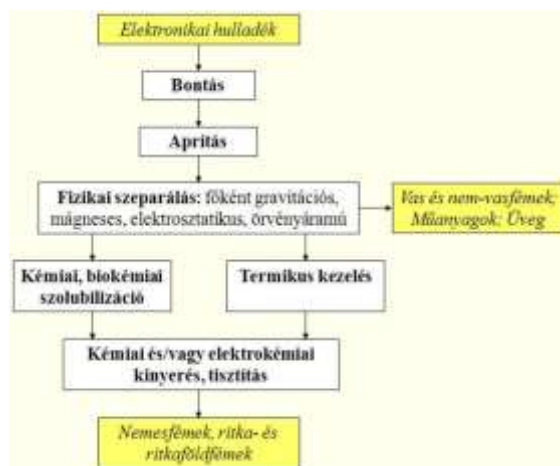 Elektronikai hulladék
Bontás
Aprítás
Fizikai szeparálás: főként gravitációs,
mágneses, elektrosztatikus, örvényáramú
Vas és nem-vasfémek;
Műanyagok; Üveg
Kémiai, biokémiai
szolubilizáció
Termikus kezelés
Kémiai és/vagy elektrokémiai
kinyerés, tisztítás
Nemesfémek, ritka- és
ritkaföldfémek